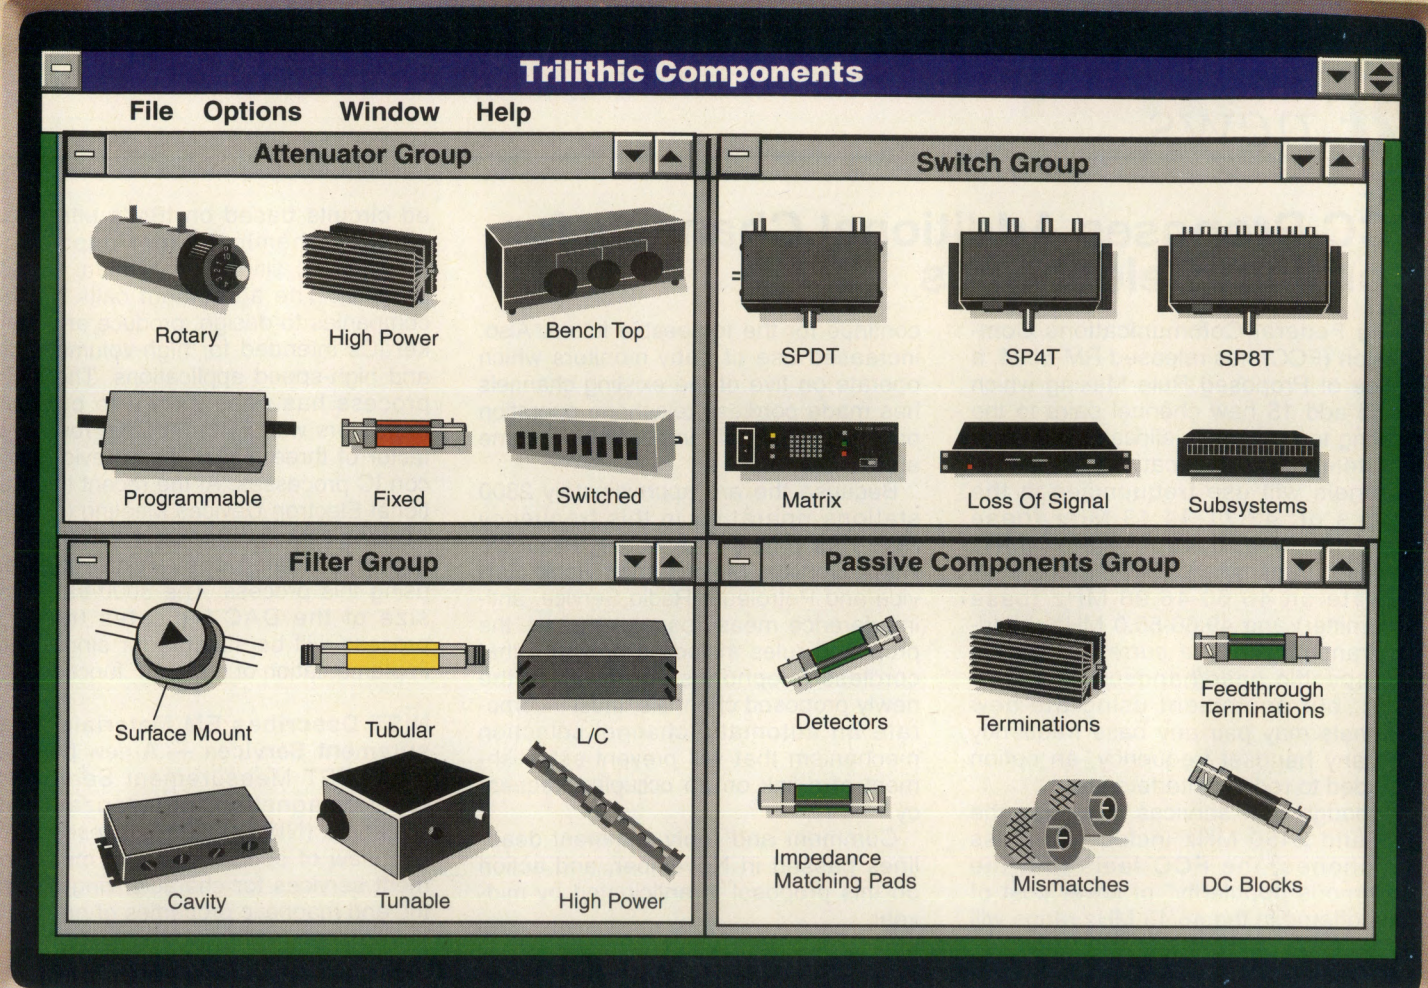 Trilithic Components
File Options Window Help
Attenuator Group
Rotary
High Power
Bench Top
Programmable
Fixed
Switched
Switch Group
SPDT
SP4T
SP8T
Matrix
Loss Of Signal
Subsystems
Filter Group
Surface Mount
Tubular
L/C
Cavity
Tunable
High Power
Passive Components Group
Detectors
Terminations
Feedthrough
Terminations
Impedance
Matching Pads
Mismatches
DC Blocks